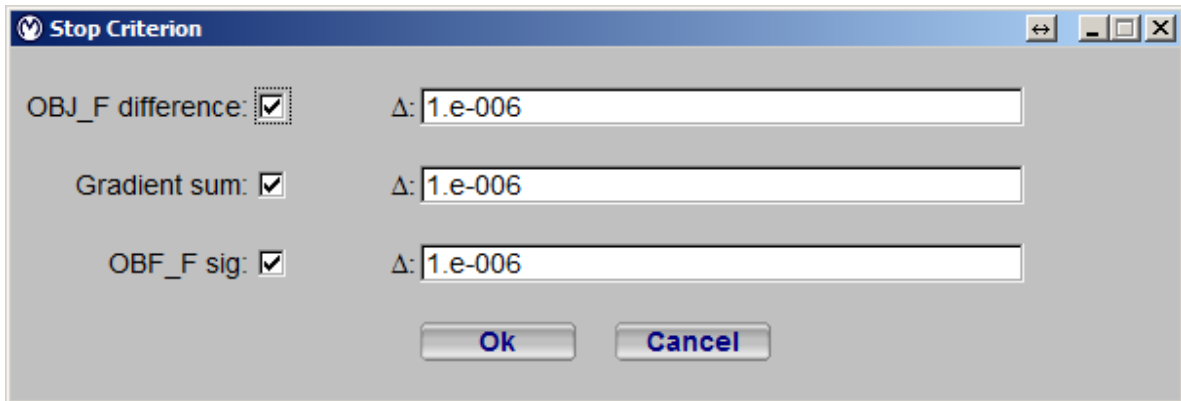 Stop Criterion
OBJ_F difference: Δ: 1.e-006
Gradient sum: Δ: 1.e-006
OBF_F sig: Δ: 1.e-006
Ok Cancel